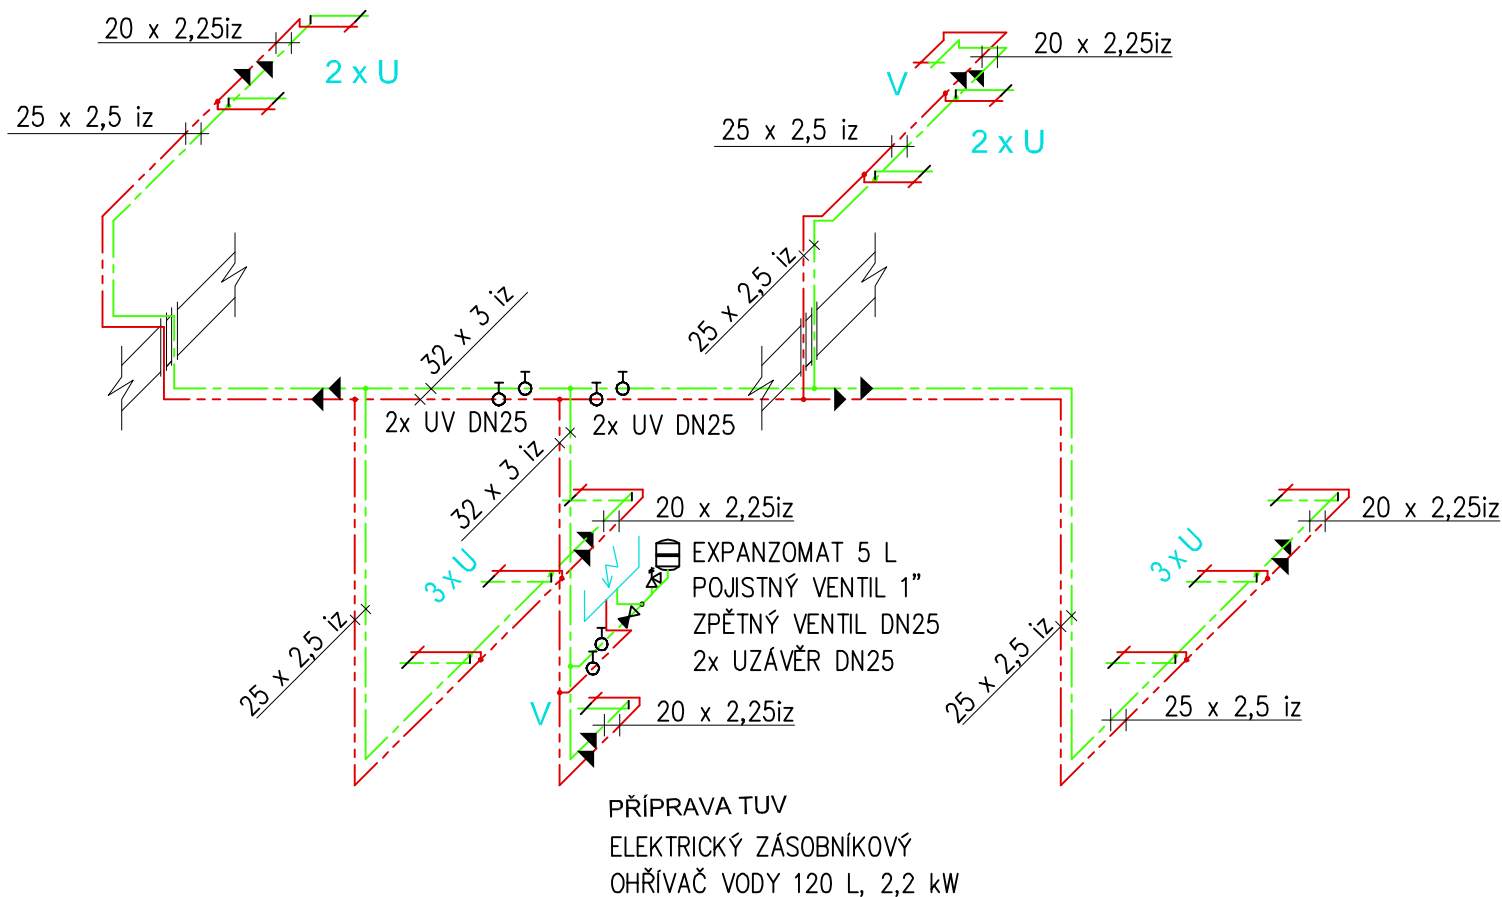 20 x 2,25iz
2 x U
25 x 2,5 iz
20 x 2,25iz
V
25 x 2,5 iz
2 x U
25 x 2,5 iz
32 x 3 iz
2x UV DN25
2x UV DN25
32 x 3 iz
20 x 2,25iz
20 x 2,25iz
EXPANZOMAT 5 L
POJISTNÝ VENTIL 1”
ZPĚTNÝ VENTIL DN25
2x UZÁVĚR DN25
3 x U
3 x U
25 x 2,5 iz
25 x 2,5 iz
V
20 x 2,25iz
25 x 2,5 iz
PŘÍPRAVA TUV
ELEKTRICKÝ ZÁSOBNÍKOVÝ
OHŘÍVAČ VODY 120 L, 2,2 kW